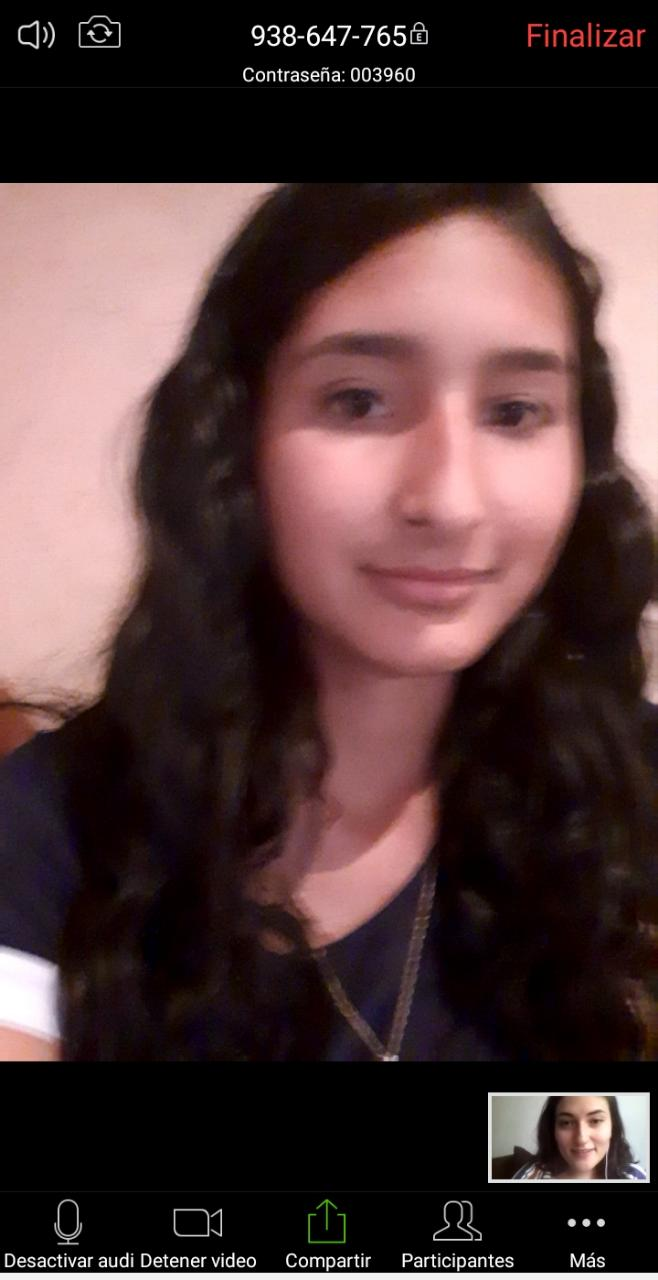 938-647-765 Finalizar
Contraseña: 003960
Desactivar audi Detener video Compartir Participantes Más